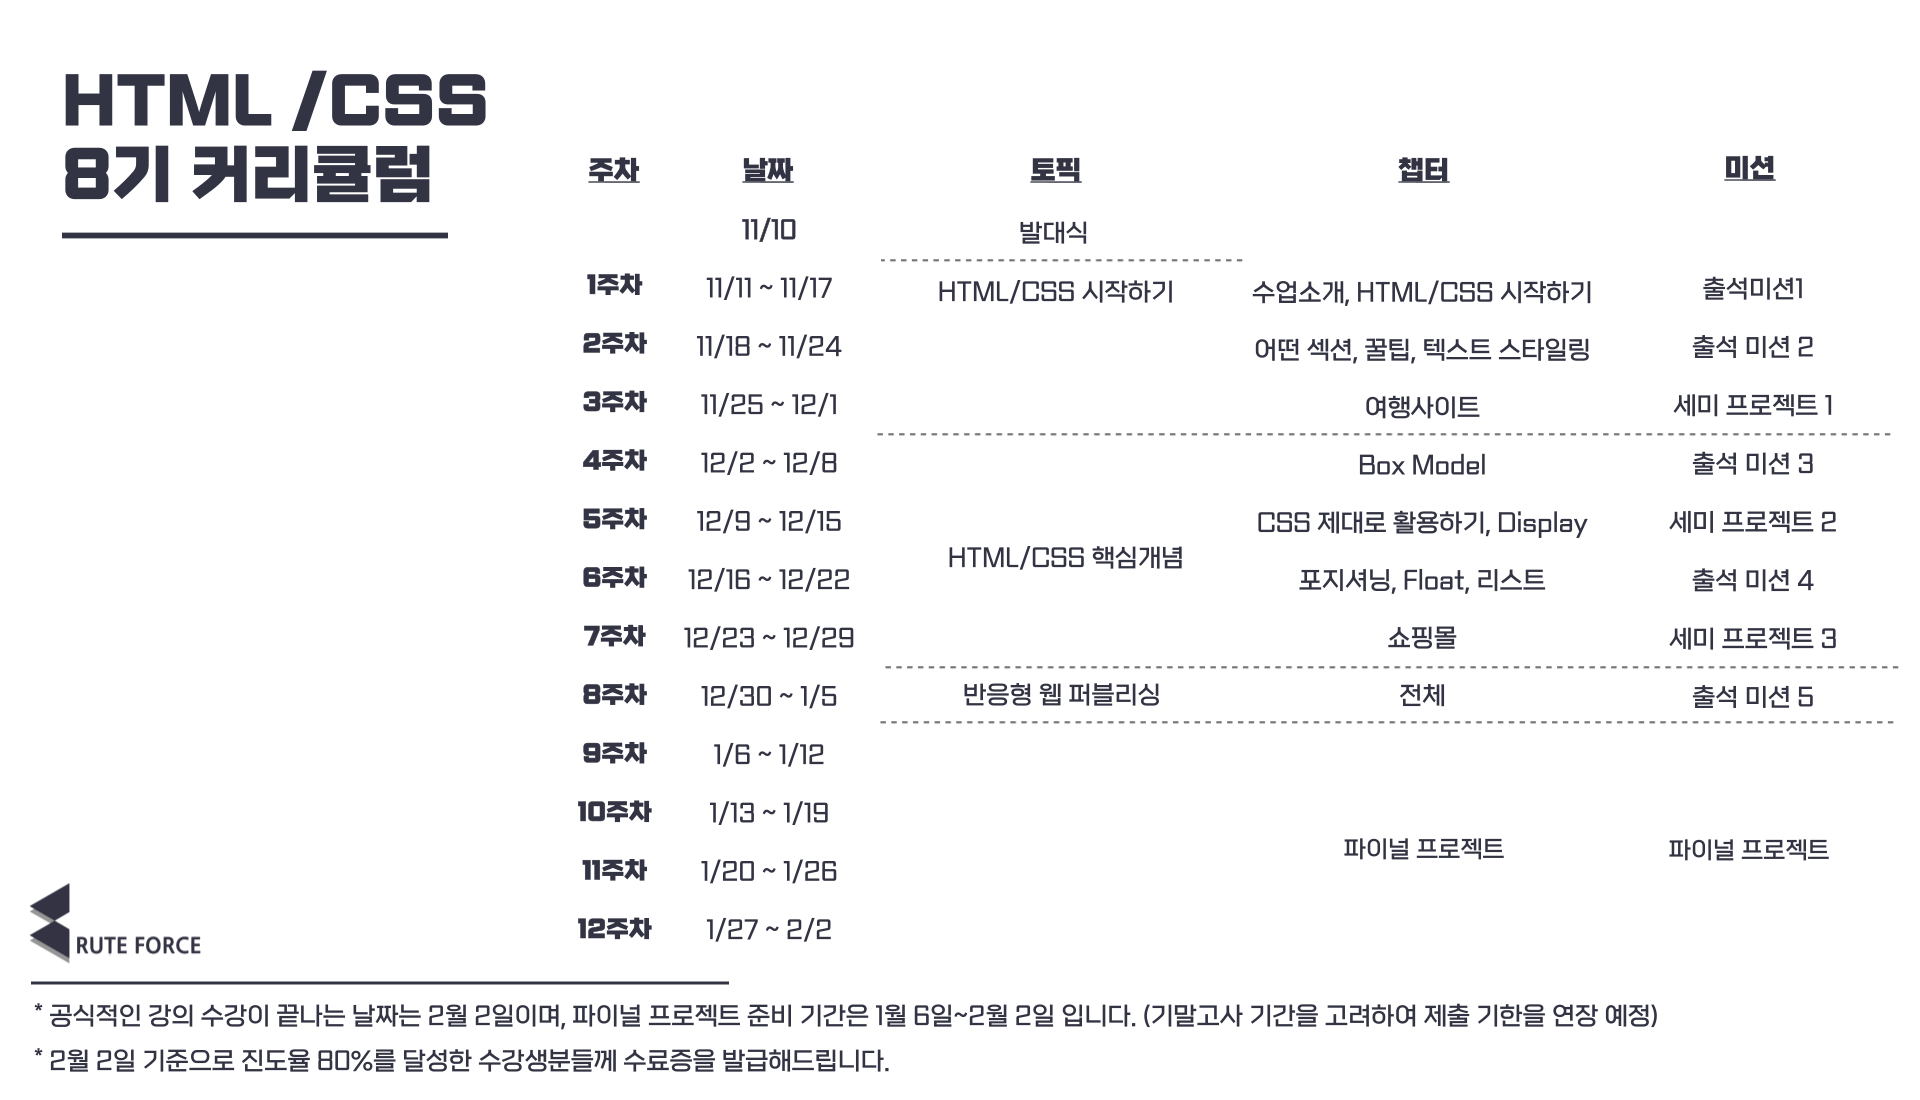 HTML /CSS
8기 커리큘럼
주차 날짜 토픽 챕터 미션
11/10 발대식
1주차 11/11 ~ 11/17 HTML/CSS 시작하기 수업소개, HTML/CSS 시작하기 출석미션1
2주차 11/18 ~ 11/24 어떤 섹션, 꿀팁, 텍스트 스타일링 출석 미션 2
3주차 11/25 ~ 12/1 여행사이트 세미 프로젝트 1
4주차 12/2 ~ 12/8 Box Model 출석 미션 3
5주차 12/9 ~ 12/15 CSS 제대로 활용하기, Display 세미 프로젝트 2
HTML/CSS 핵심개념
6주차 12/16 ~ 12/22 포지셔닝, Float, 리스트 출석 미션 4
7주차 12/23 ~ 12/29 쇼핑몰 세미 프로젝트 3
8주차 12/30 ~ 1/5 반응형 웹 퍼블리싱 전체 출석 미션 5
9주차 1/6 ~ 1/12
10주차 1/13 ~ 1/19
파이널 프로젝트 파이널 프로젝트
11주차 1/20 ~ 1/26
12주차 1/27 ~ 2/2
RUTE FORCE
* 공식적인 강의 수강이 끝나는 날짜는 2월 2일이며, 파이널 프로젝트 준비 기간은 1월 6일~2월 2일 입니다. (기말고사 기간을 고려하여 제출 기한을 연장 예정)
* 2월 2일 기준으로 진도율 80%를 달성한 수강생분들께 수료증을 발급해드립니다.